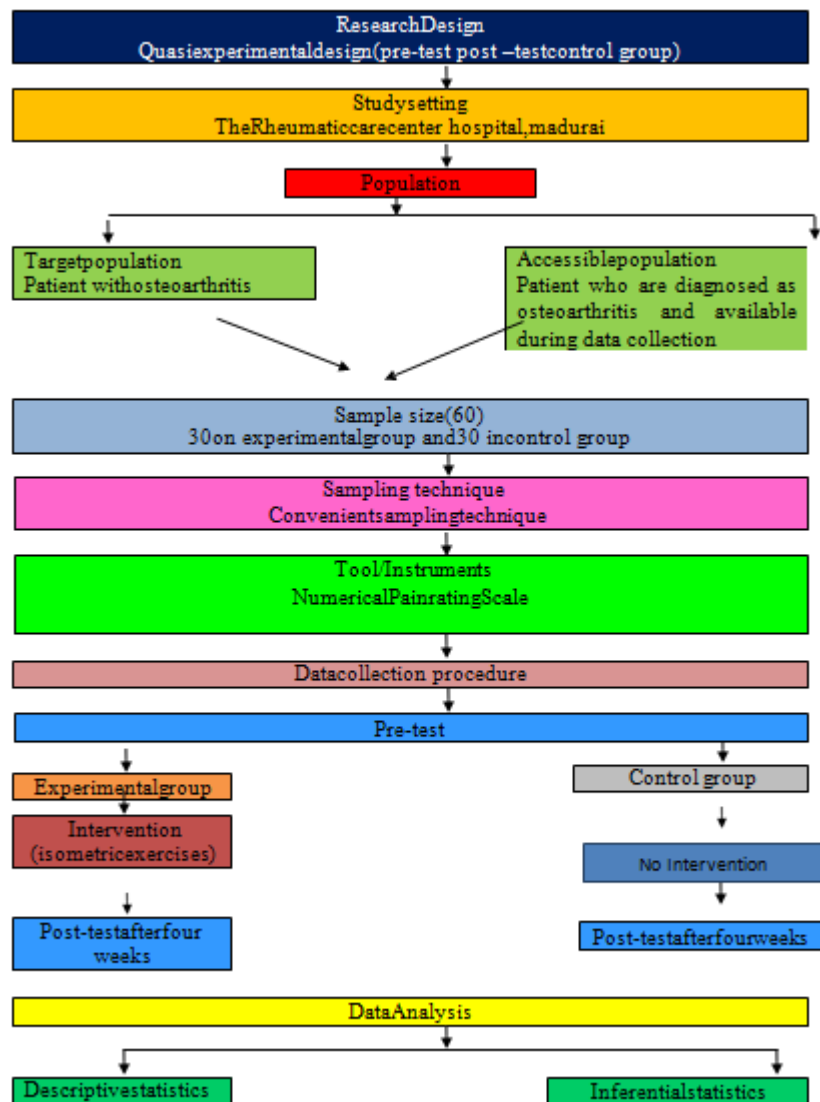 ResearchDesign
Quasiexperimentaldesign(pre-test post –testcontrol group)
Studysetting
TheRheumaticcarecenter hospital,madurai
Population
Targetpopulation
Patient withosteoarthritis
Accessiblepopulation
Patient who are diagnosed as
osteoarthritis and available
during data collection
Sample size(60)
30on experimentalgroup and30 incontrol group
Sampling technique
Convenientsamplingtechnique
Tool/Instruments
NumericalPainratingScale
Datacollection procedure
Pre-test
Experimentalgroup
Control group
Intervention
(isometricexercises)
No Intervention
Post-testafterfour
weeks
Post-testafterfourweeks
DataAnalysis
Descriptivestatistics
Inferentialstatistics